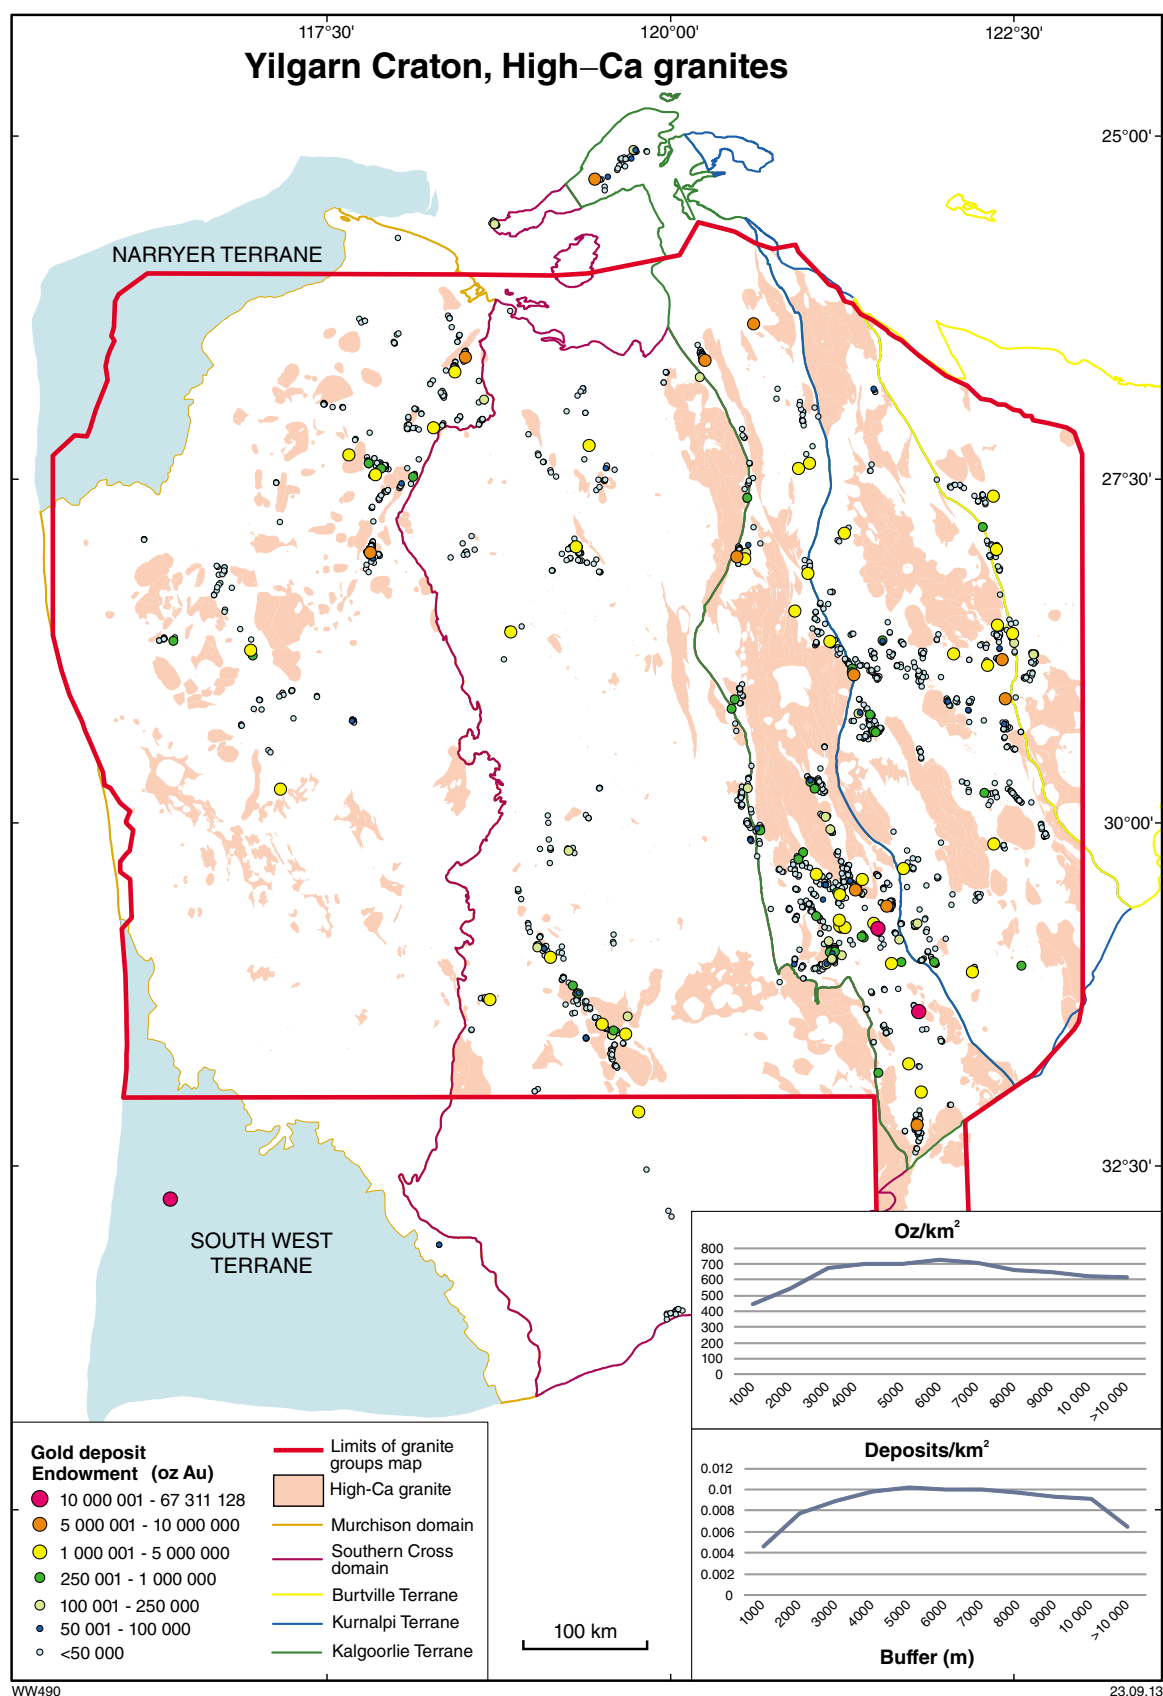 117°30'
120°00'
122°30'
Yilgarn Craton, High–Ca granites
25°00'
NARRYER TERRANE
27°30'
30°00'
32°30'
SOUTH WEST
TERRANE
Oz/km²
800
700
600
500
400
300
200
100
0
1000
2000
3000
4000
5000
6000
7000
8000
9000
10 000
>10 000
Deposits/km²
0.012
0.01
0.008
0.006
0.004
0.002
0
1000
2000
3000
4000
5000
6000
7000
8000
9000
10 000
>10 000
Buffer (m)
Gold deposit
Endowment (oz Au)
10 000 001 - 67 311 128
5 000 001 - 10 000 000
1 000 001 - 5 000 000
250 001 - 1 000 000
100 001 - 250 000
50 001 - 100 000
<50 000
Limits of granite
groups map
High-Ca granite
Murchison domain
Southern Cross
domain
Burtville Terrane
Kurnalpi Terrane
Kalgoorlie Terrane
100 km
WW490
23.09.13